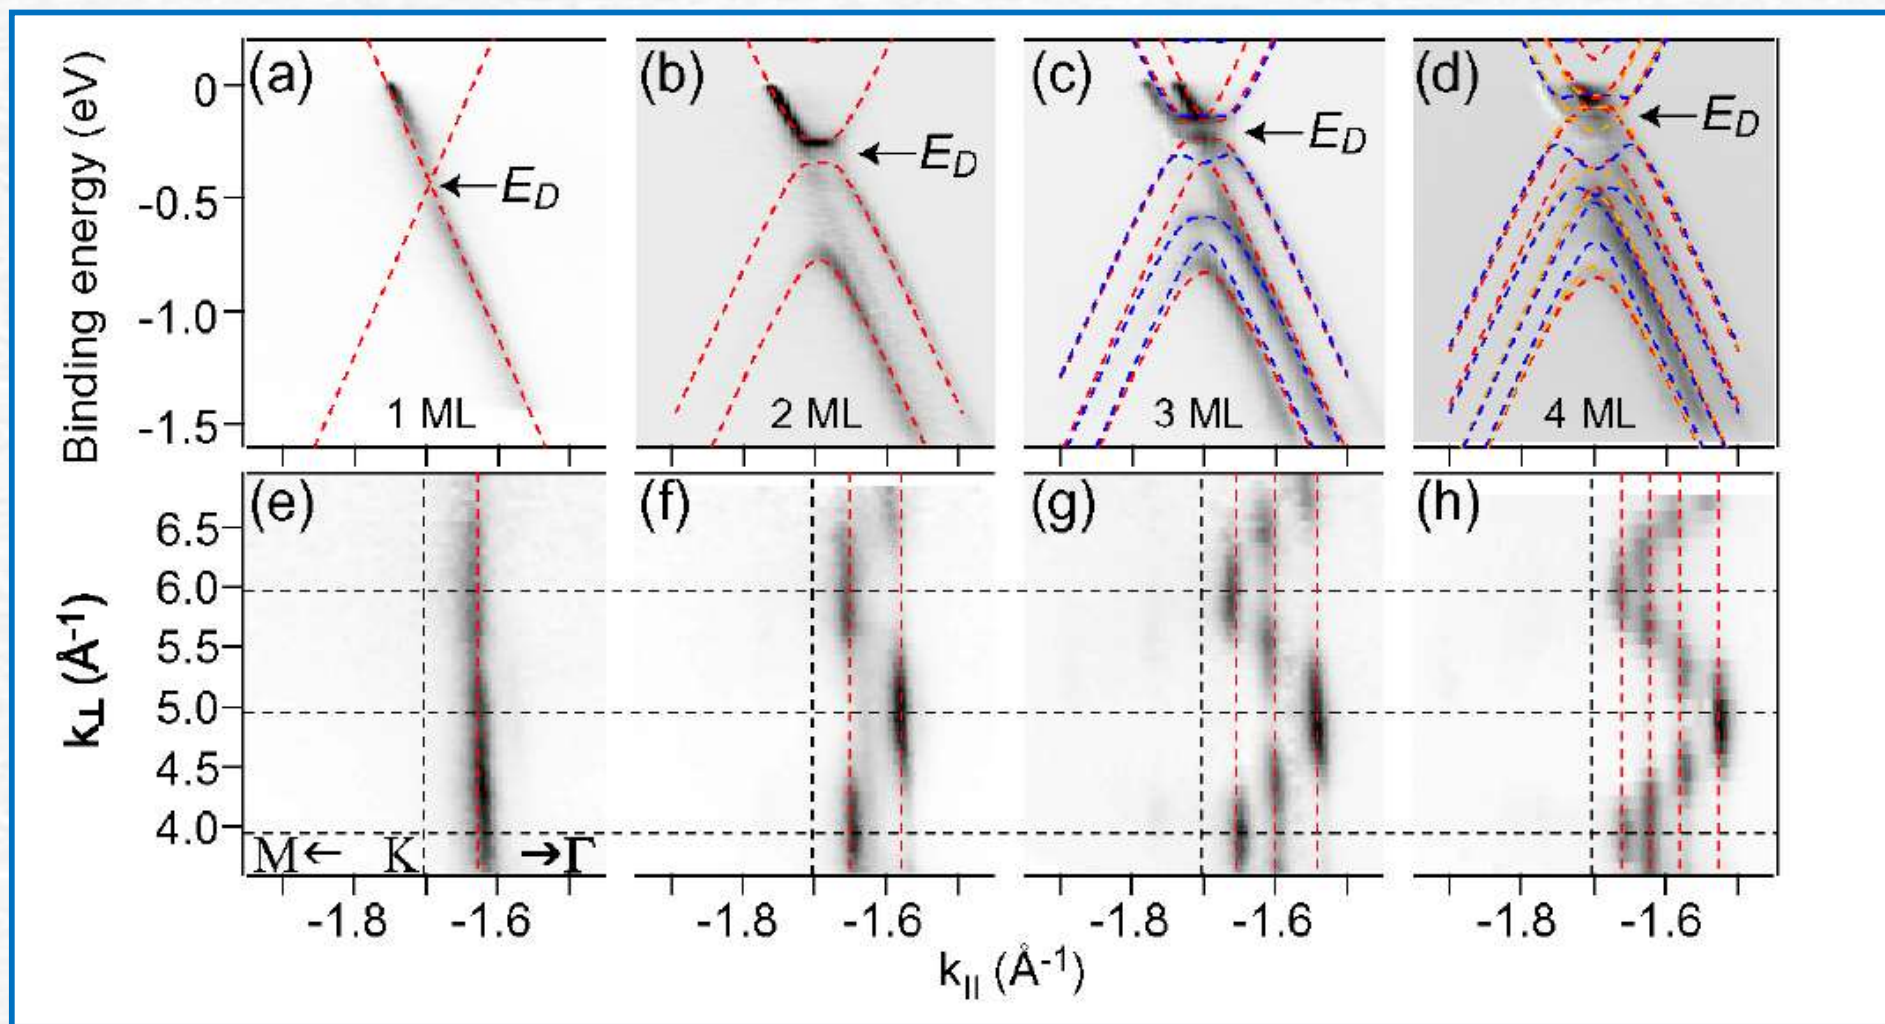 (a)
(b)
(c)
(d)
Binding energy (eV)
0
-0.5
-1.0
-1.5
E_D
E_D
E_D
E_D
1 ML
2 ML
3 ML
4 ML
(e)
(f)
(g)
(h)
k⊥ (Å⁻¹)
6.5
6.0
5.5
5.0
4.5
4.0
M← K →Γ
-1.8 -1.6 -1.8 -1.6 -1.8 -1.6 -1.8 -1.6
k|| (Å⁻¹)